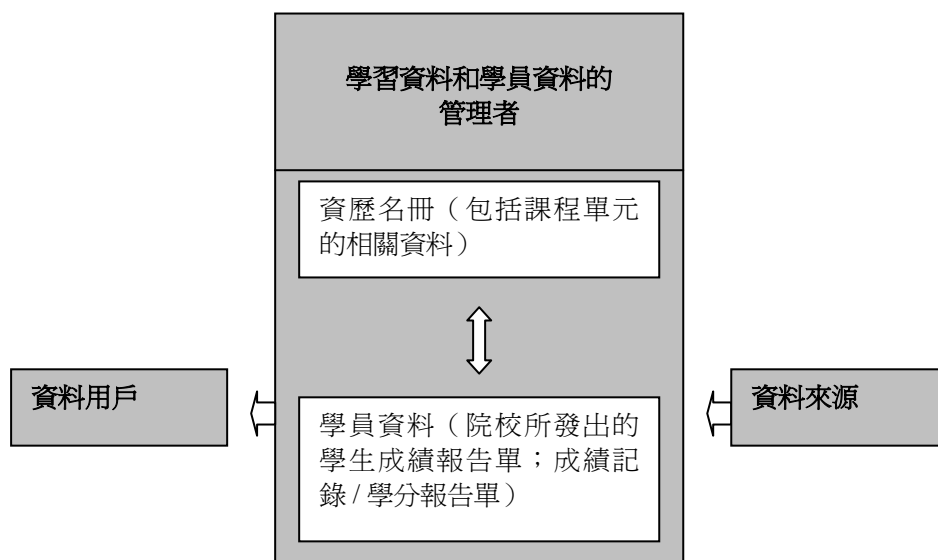 學習資料和學員資料的
管理者
資歷名冊（包括課程單元
的相關資料）
資料用戶
學員資料（院校所發出的
學生成績報告單；成績記
錄 / 學分報告單）
資料來源